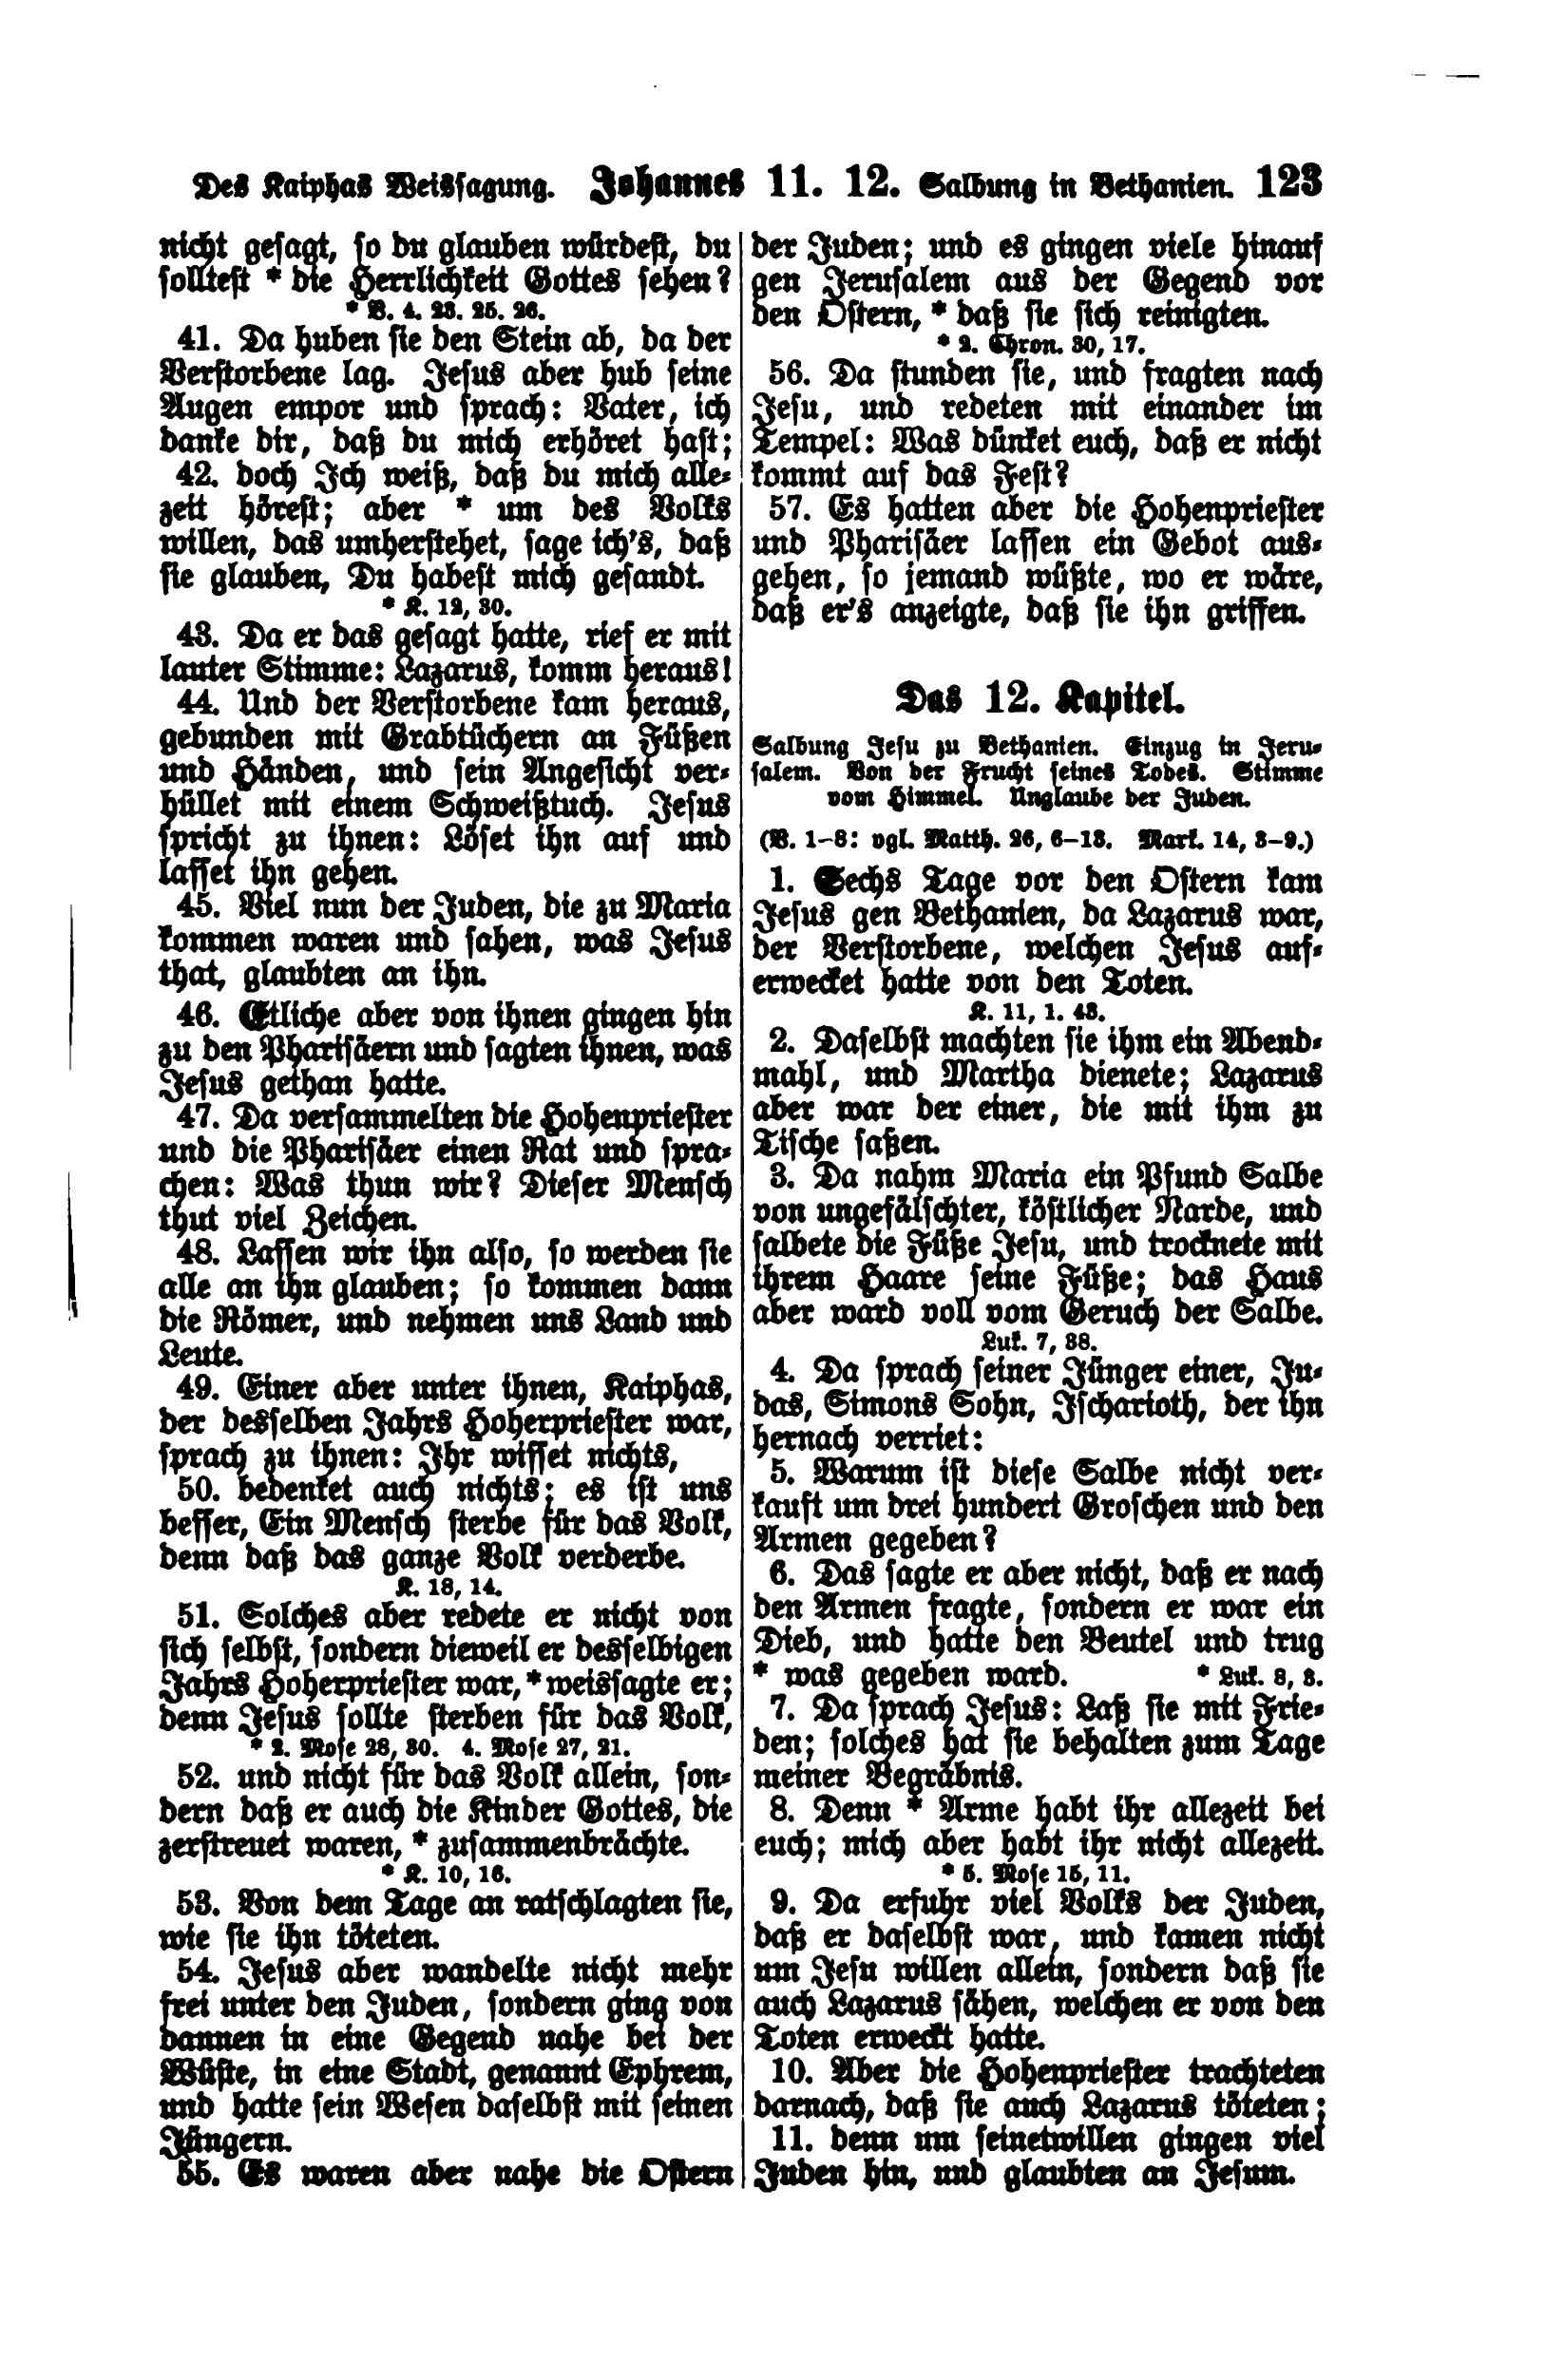 Des Kaiphas Weissagung. Johannes 11. 12. Salbung in Bethanien. 123
nicht gesagt, so du glauben würdest, du
solltest * die Herrlichkeit Gottes sehen?
* V. 4. 23. 25. 26.
41. Da huben sie den Stein ab, da der
Verstorbene lag. Jesus aber hub seine
Augen empor und sprach: Vater, ich
danke dir, daß du mich erhöret hast;
42. doch Ich weiß, daß du mich alle-
zeit hörest; aber * um des Volks
willen, das umherstehet, sage ich's, daß
sie glauben, Du habest mich gesandt.
* K. 12, 30.
43. Da er das gesagt hatte, rief er mit
lauter Stimme: Lazarus, komm heraus!
44. Und der Verstorbene kam heraus,
gebunden mit Grabtüchern an Füßen
und Händen, und sein Angesicht ver-
hüllet mit einem Schweißtuch. Jesus
spricht zu ihnen: Löset ihn auf und
lasset ihn gehen.
45. Viel nun der Juden, die zu Maria
kommen waren und sahen, was Jesus
that, glaubten an ihn.
46. Etliche aber von ihnen gingen hin
zu den Pharisäern und sagten ihnen, was
Jesus gethan hatte.
47. Da versammelten die Hohenpriester
und die Pharisäer einen Rat und spra-
chen: Was thun wir? Dieser Mensch
thut viel Zeichen.
48. Lassen wir ihn also, so werden sie
alle an ihn glauben; so kommen dann
die Römer, und nehmen uns Land und
Leute.
49. Einer aber unter ihnen, Kaiphas,
der desselben Jahrs Hoherpriester war,
sprach zu ihnen: Ihr wisset nichts,
50. bedenket auch nichts; es ist uns
besser, Ein Mensch sterbe für das Volk,
denn daß das ganze Volk verderbe.
K. 18, 14.
51. Solches aber redete er nicht von
sich selbst, sondern dieweil er desselbigen
Jahrs Hoherpriester war, * weissagte er;
denn Jesus sollte sterben für das Volk,
* 2. Mose 28, 30. 4. Mose 27, 21.
52. und nicht für das Volk allein, son-
dern daß er auch die Kinder Gottes, die
zerstreuet waren, * zusammenbrächte.
* K. 10, 16.
53. Von dem Tage an ratschlagten sie,
wie sie ihn töteten.
54. Jesus aber wandelte nicht mehr
frei unter den Juden, sondern ging von
dannen in eine Gegend nahe bei der
Wüste, in eine Stadt, genannt Ephrem,
und hatte sein Wesen daselbst mit seinen
Jüngern.
55. Es waren aber nahe die Ostern
der Juden; und es gingen viele hinauf
gen Jerusalem aus der Gegend vor
den Ostern, * daß sie sich reinigten.
* 2. Chron. 30, 17.
56. Da stunden sie, und fragten nach
Jesu, und redeten mit einander im
Tempel: Was dünket euch, daß er nicht
kommt auf das Fest?
57. Es hatten aber die Hohenpriester
und Pharisäer lassen ein Gebot aus-
gehen, so jemand wüßte, wo er wäre,
daß er's anzeigte, daß sie ihn griffen.
Das 12. Kapitel.
Salbung Jesu zu Bethanien. Einzug in Jeru-
salem. Von der Frucht seines Todes. Stimme
vom Himmel. Unglaube der Juden.
(V. 1–8: vgl. Matth. 26, 6–13. Mark. 14, 3–9.)
1. Sechs Tage vor den Ostern kam
Jesus gen Bethanien, da Lazarus war,
der Verstorbene, welchen Jesus auf-
erwecket hatte von den Toten.
K. 11, 1. 43.
2. Daselbst machten sie ihm ein Abend-
mahl, und Martha dienete; Lazarus
aber war der einer, die mit ihm zu
Tische saßen.
3. Da nahm Maria ein Pfund Salbe
von ungefälschter, köstlicher Narde, und
salbete die Füße Jesu, und trocknete mit
ihrem Haare seine Füße; das Haus
aber ward voll vom Geruch der Salbe.
Luk. 7, 38.
4. Da sprach seiner Jünger einer, Ju-
das, Simons Sohn, Ischarioth, der ihn
hernach verriet:
5. Warum ist diese Salbe nicht ver-
kauft um drei hundert Groschen und den
Armen gegeben?
6. Das sagte er aber nicht, daß er nach
den Armen fragte, sondern er war ein
Dieb, und hatte den Beutel und trug
* was gegeben ward. * Luk. 8, 3.
7. Da sprach Jesus: Laß sie mit Frie-
den; solches hat sie behalten zum Tage
meiner Begräbnis.
8. Denn * Arme habt ihr allezeit bei
euch; mich aber habt ihr nicht allezeit.
* 5. Mose 15, 11.
9. Da erfuhr viel Volks der Juden,
daß er daselbst war, und kamen nicht
um Jesu willen allein, sondern daß sie
auch Lazarus sähen, welchen er von den
Toten erweckt hatte.
10. Aber die Hohenpriester trachteten
darnach, daß sie auch Lazarus töteten;
11. denn um seinetwillen gingen viel
Juden hin, und glaubten an Jesum.